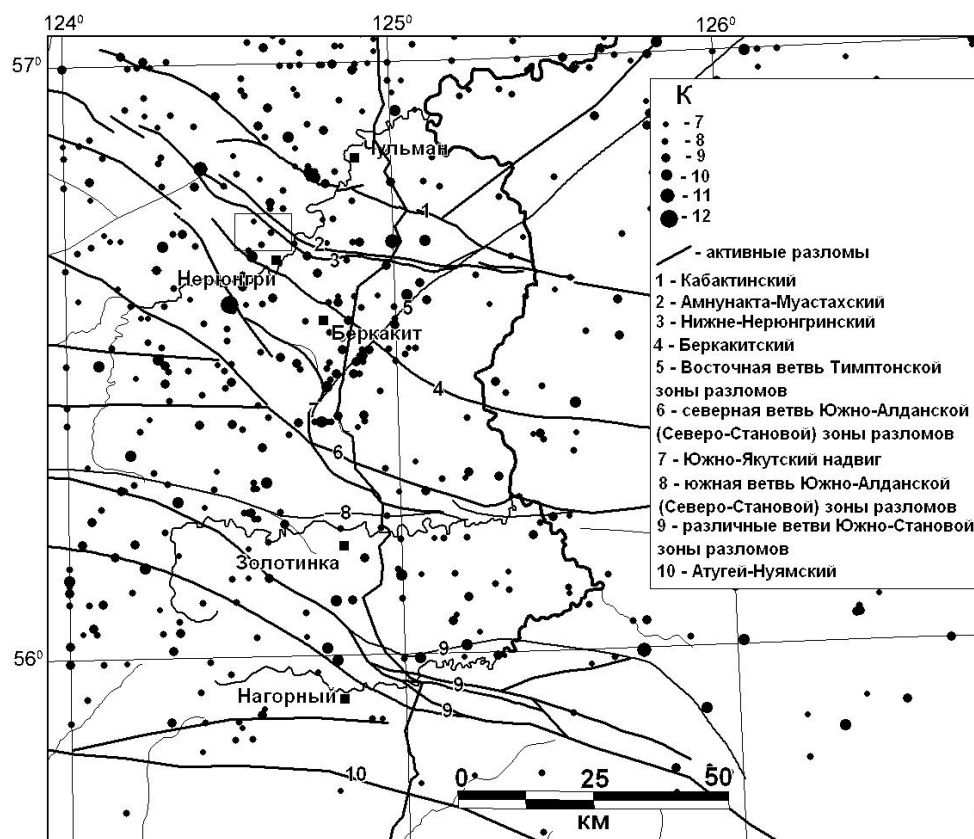 124⁰
125⁰
126⁰
57⁰
Чульман
1
2
3
Нерюнгри
5
Беркакит
4
7
6
8
Золотинка
56⁰
9
9
Нагорный
9
10
0 25 50
км
К
- 7
- 8
- 9
- 10
- 11
- 12
- активные разломы
1 - Кабактинский
2 - Амнунакта-Муастахский
3 - Нижне-Нерюнгринский
4 - Беркакитский
5 - Восточная ветвь Тимптонской
зоны разломов
6 - северная ветвь Южно-Алданской
(Северо-Становой) зоны разломов
7 - Южно-Якутский надвиг
8 - южная ветвь Южно-Алданской
(Северо-Становой) зоны разломов
9 - различные ветви Южно-Становой
зоны разломов
10 - Атугей-Нуямский